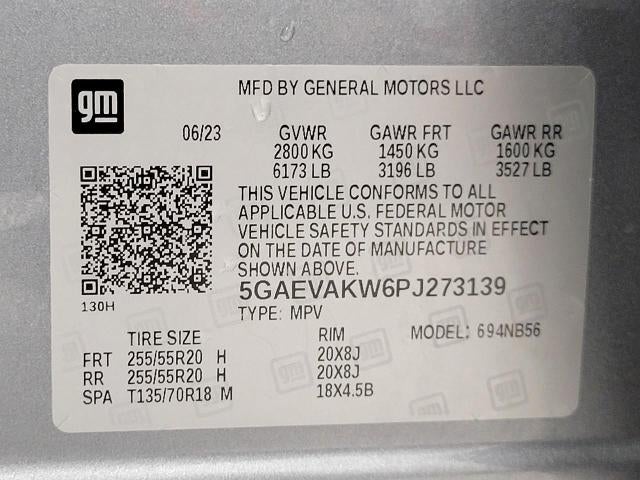 gm
MFD BY GENERAL MOTORS LLC
06/23 GVWR GAWR FRT GAWR RR
2800 KG 1450 KG 1600 KG
6173 LB 3196 LB 3527 LB
THIS VEHICLE CONFORMS TO ALL
APPLICABLE U.S. FEDERAL MOTOR
VEHICLE SAFETY STANDARDS IN EFFECT
ON THE DATE OF MANUFACTURE
SHOWN ABOVE.
130H
5GAEVAKW6PJ273139
TYPE: MPV
TIRE SIZE RIM MODEL: 694NB56
FRT 255/55R20 H 20X8J
RR 255/55R20 H 20X8J
SPA T135/70R18 M 18X4.5B